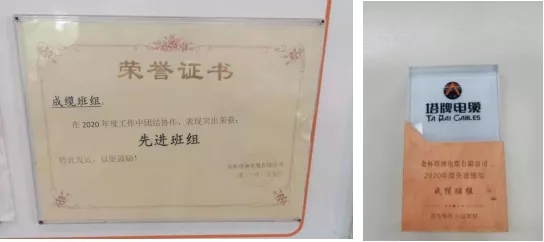 荣誉证书
成缆班组:
在2020年度工作中团结协作、表现突出荣获:
先进班组
特此发证,以资鼓励!
塔牌电缆
TA PAI CABLES
2020年度先进班组
成缆班组